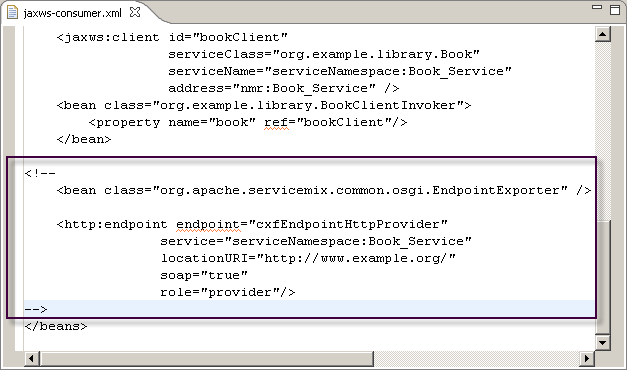 jaxws-consumer.xml
<jaxws:client id="bookClient"
serviceClass="org.example.library.Book"
serviceName="serviceNamespace:Book_Service"
address="nmr:Book_Service" />
<bean class="org.example.library.BookClientInvoker">
<property name="book" ref="bookClient"/>
</bean>
<!--
<bean class="org.apache.servicemix.common.osgi.EndpointExporter" />
<http:endpoint endpoint="cxfEndpointHttpProvider"
service="serviceNamespace:Book_Service"
locationURI="http://www.example.org/"
soap="true"
role="provider"/>
-->
</beans>